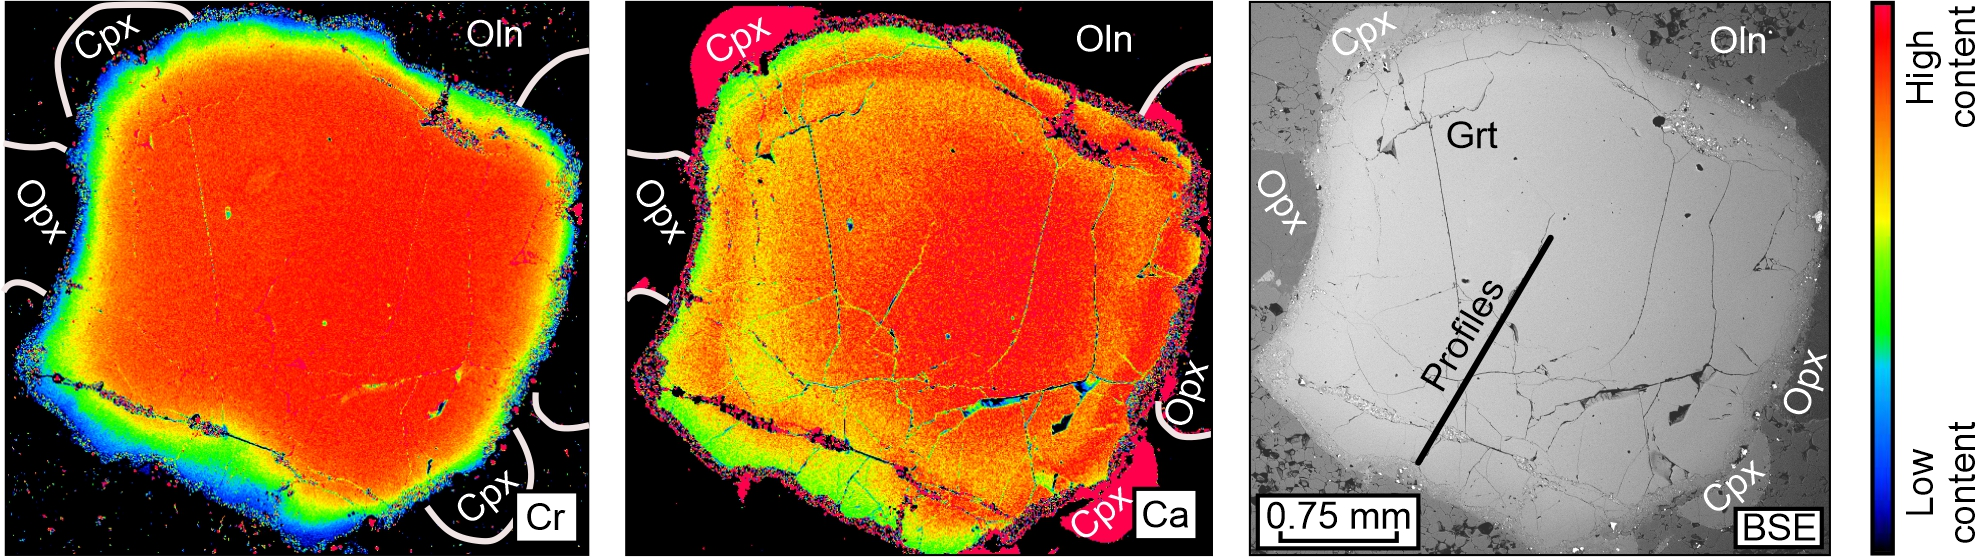 Cpx
Oln
Opx
Cpx
Cr
Cpx
Oln
Opx
Opx
Cpx
Ca
Cpx
Oln
Grt
Opx
Profiles
Opx
Cpx
0.75 mm
BSE
High
content
Low
content